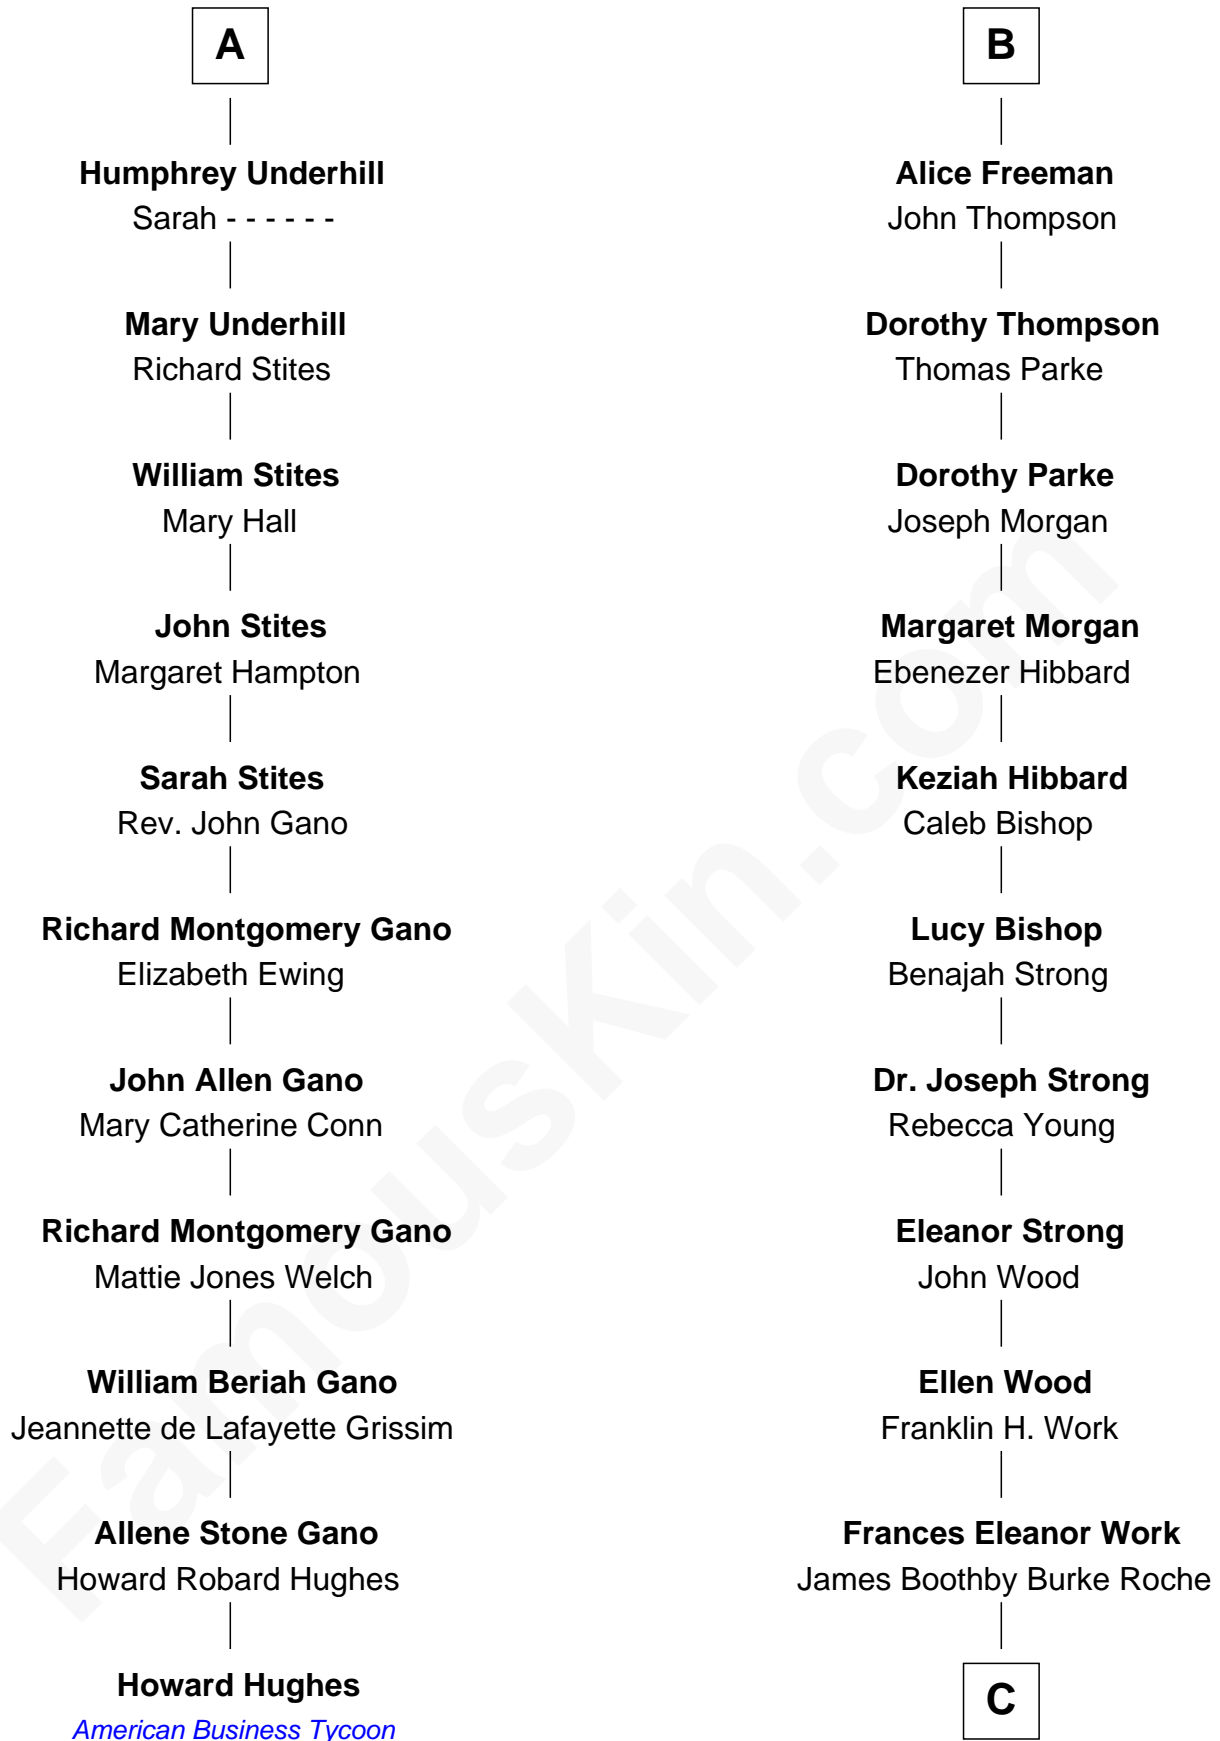 A
Humphrey Underhill
Sarah - - - - - -
Mary Underhill
Richard Stites
William Stites
Mary Hall
John Stites
Margaret Hampton
Sarah Stites
Rev. John Gano
Richard Montgomery Gano
Elizabeth Ewing
John Allen Gano
Mary Catherine Conn
Richard Montgomery Gano
Mattie Jones Welch
William Beriah Gano
Jeannette de Lafayette Grissim
Allene Stone Gano
Howard Robard Hughes
Howard Hughes
American Business Tycoon
B
Alice Freeman
John Thompson
Dorothy Thompson
Thomas Parke
Dorothy Parke
Joseph Morgan
Margaret Morgan
Ebenezer Hibbard
Keziah Hibbard
Caleb Bishop
Lucy Bishop
Benajah Strong
Dr. Joseph Strong
Rebecca Young
Eleanor Strong
John Wood
Ellen Wood
Franklin H. Work
Frances Eleanor Work
James Boothby Burke Roche
C
FamousKin.com